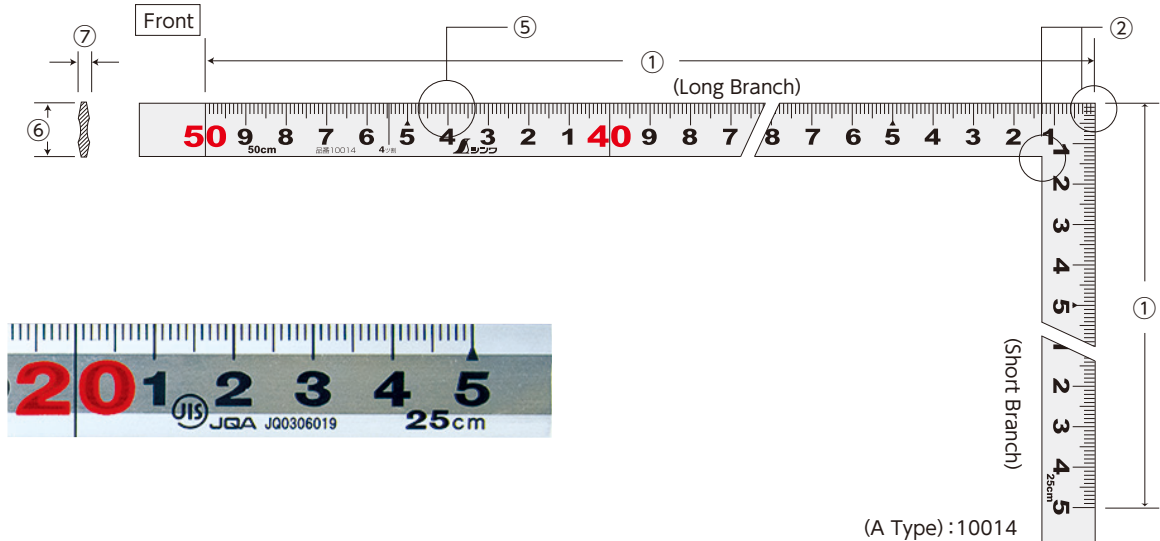 Front
⑦
⑤
②
①
(Long Branch)
⑥
50 9 8 7 6 5 4 3 2 1 40 9 8 7
8 7 6 5 4 3 2 1
50cm 品番10014 4ツ割 シンワ
1
2
3
4
5
①
(Short Branch)
1
2
3
4
25cm
5
20 1 2 3 4 5
JIS JQA JQ0306019 25cm
(A Type):10014